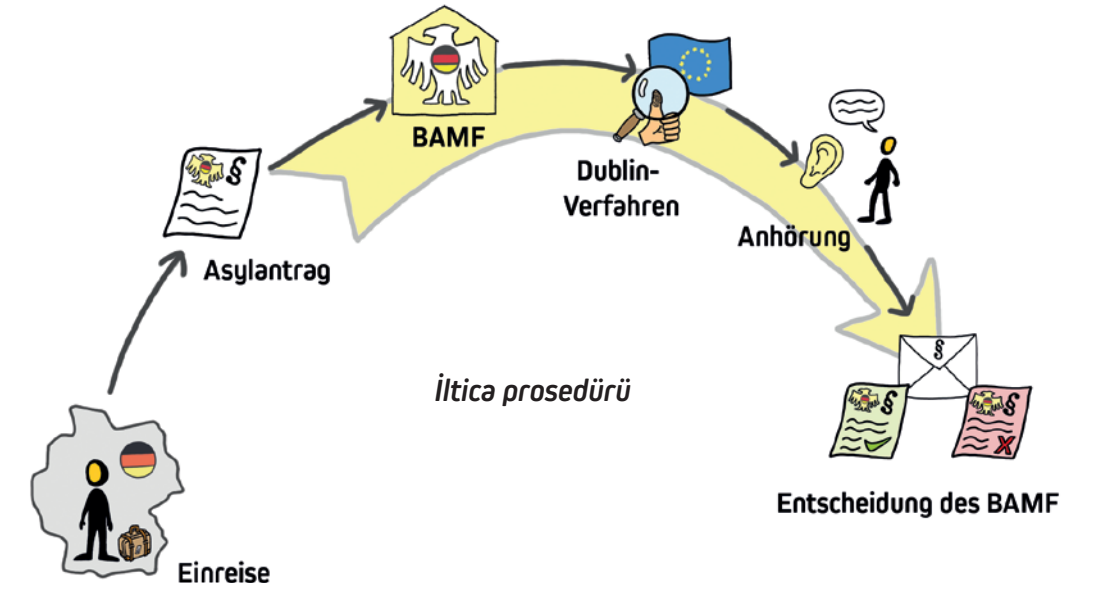 BAMF
Dublin-
Verfahren
Anhörung
§
Asylantrag
İltica prosedürü
§
§
§
X
Entscheidung des BAMF
Einreise